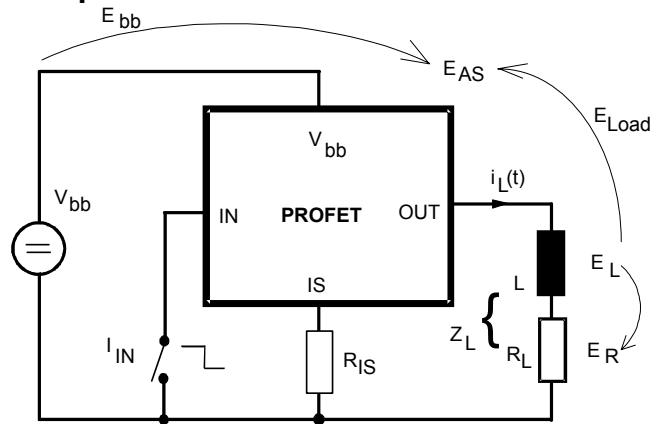 E bb
E AS
E Load
V bb
V bb
i L (t)
IN PROFET OUT
IS
L
E L
Z L {
I IN
R IS
R L
E R